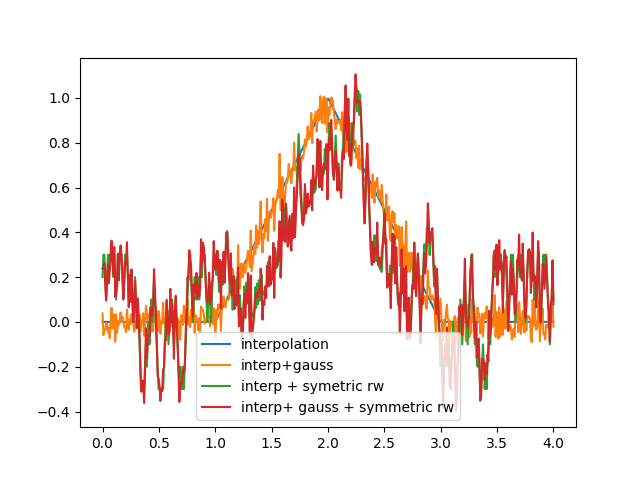 1.0
0.8
0.6
0.4
0.2
0.0
−0.2
−0.4
interpolation
interp+gauss
interp + symetric rw
interp+ gauss + symmetric rw
0.0 0.5 1.0 1.5 2.0 2.5 3.0 3.5 4.0